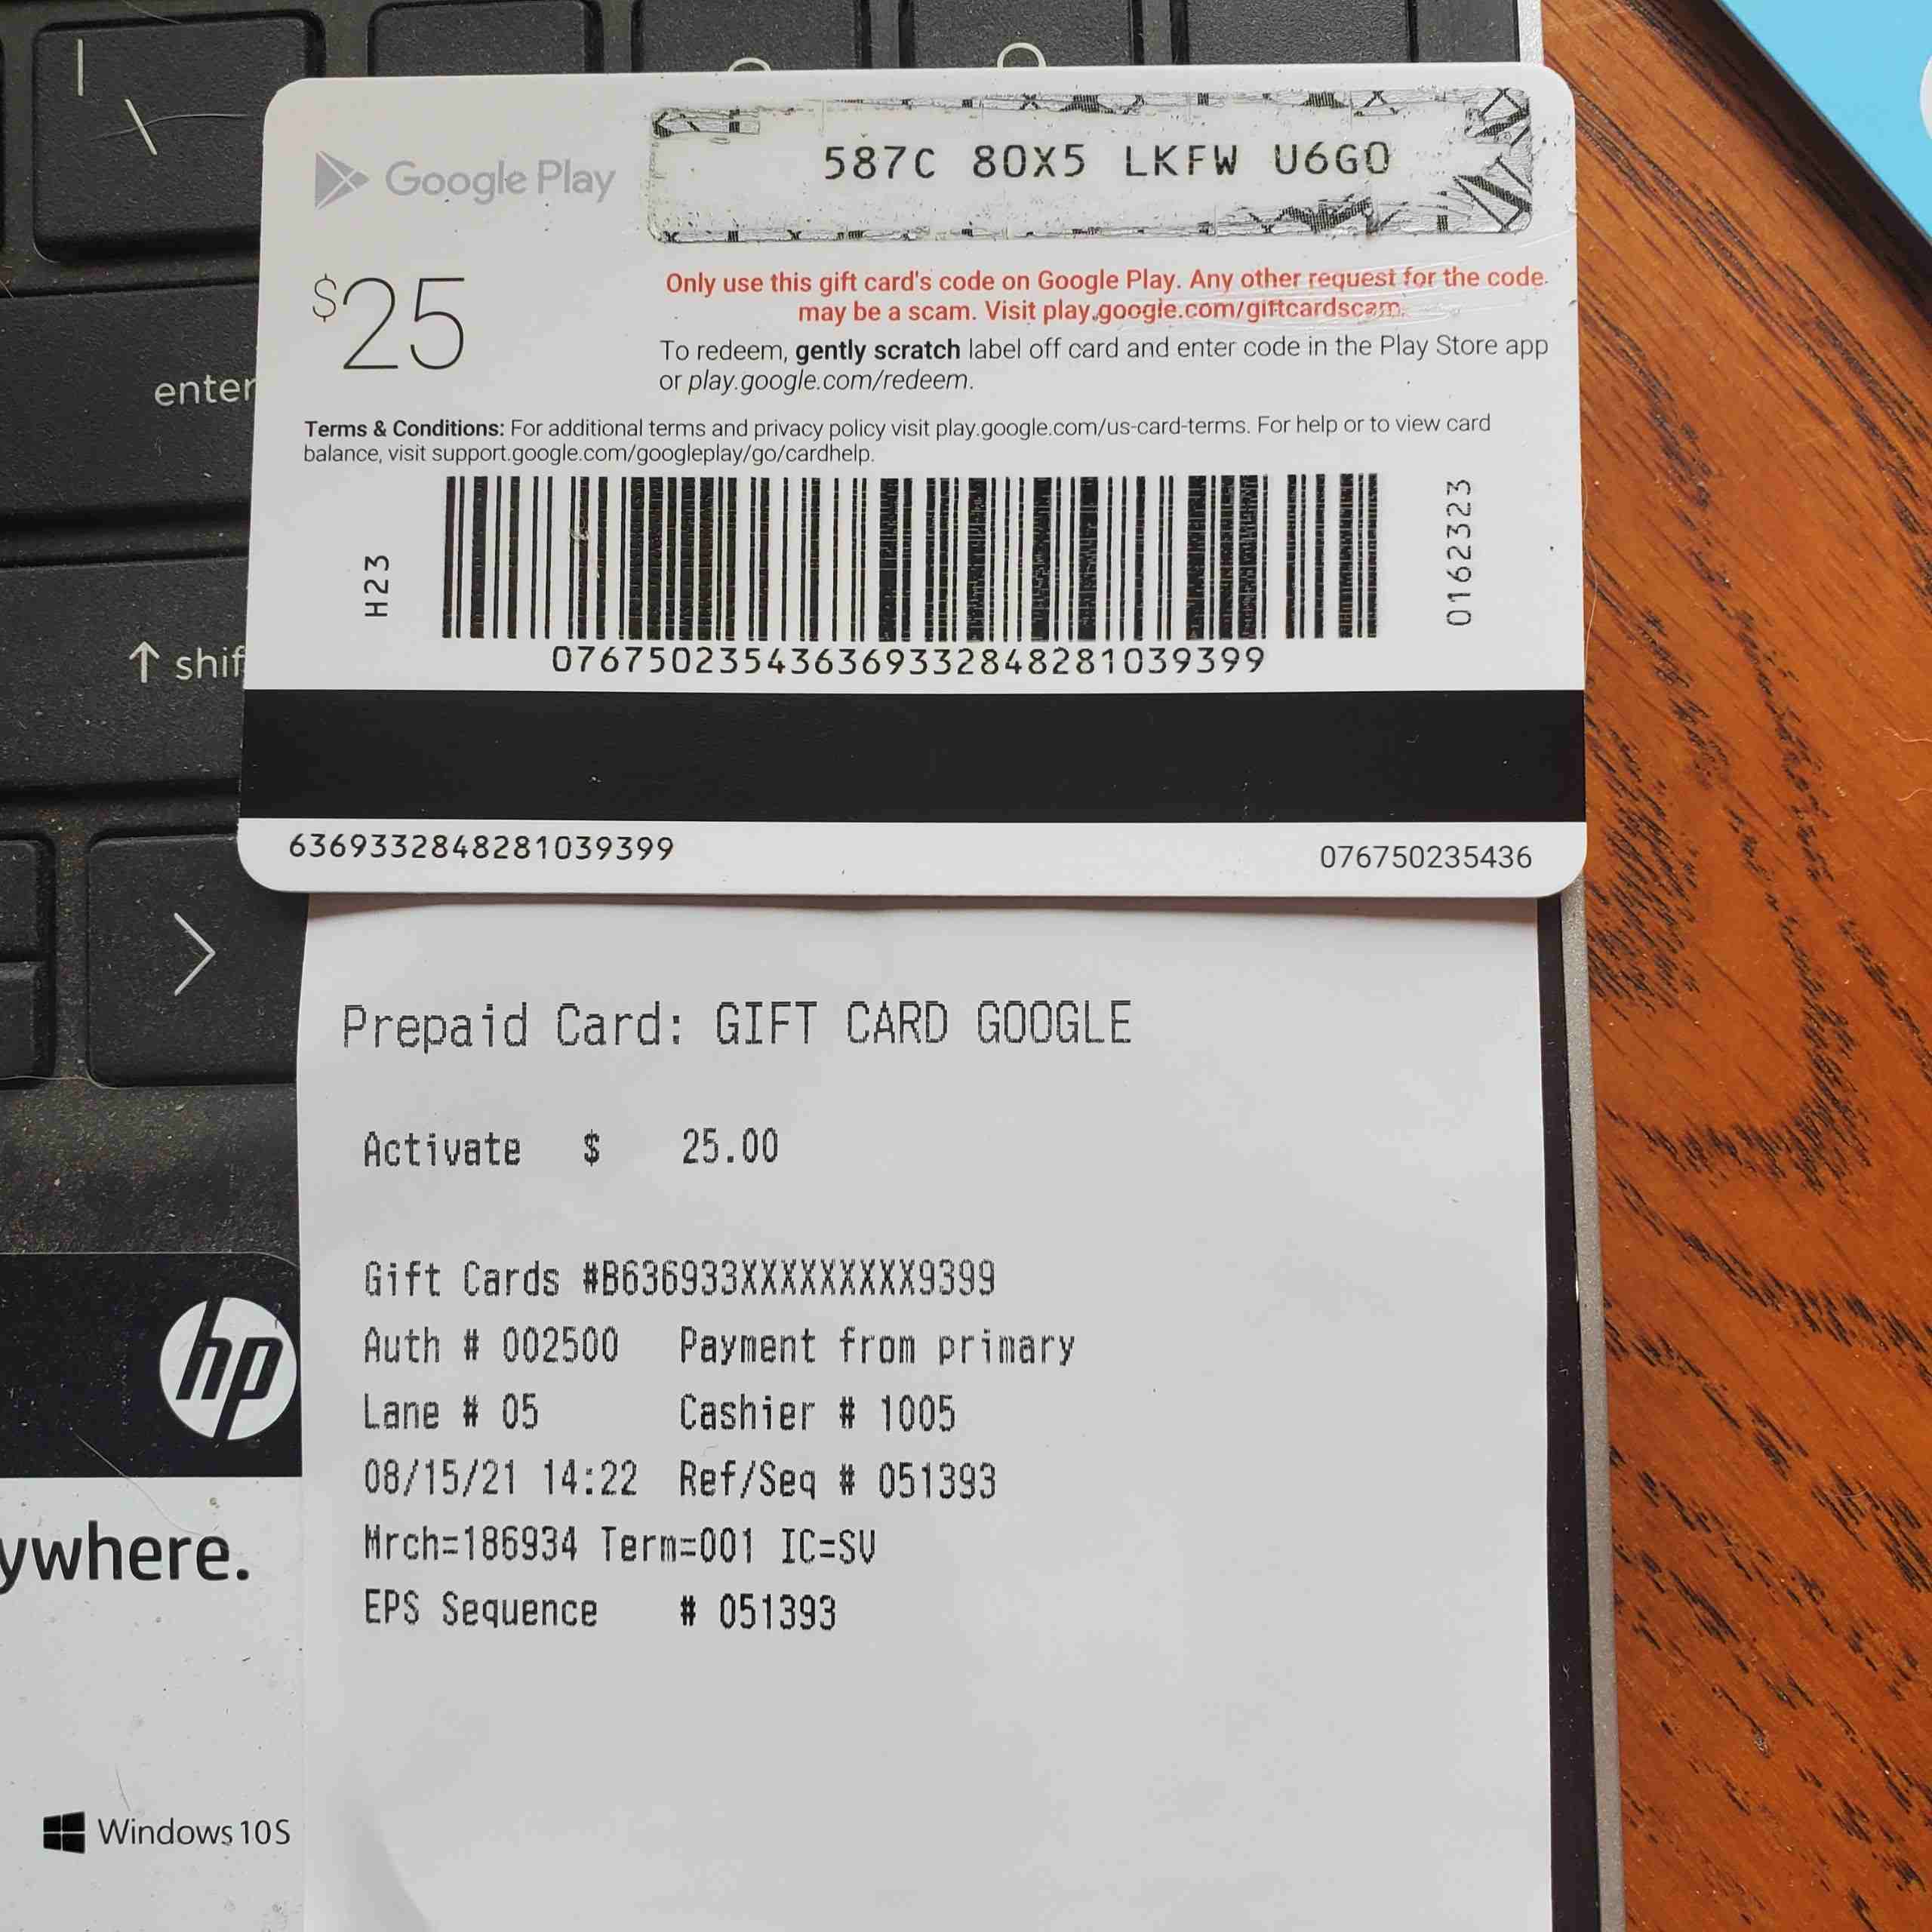 Google Play
587C 80X5 LKFW U6G0
$25
Only use this gift card's code on Google Play. Any other request for the code
may be a scam. Visit play.google.com/giftcardscam.
To redeem, gently scratch label off card and enter code in the Play Store app
or play.google.com/redeem.
Terms & Conditions: For additional terms and privacy policy visit play.google.com/us-card-terms. For help or to view card
balance, visit support.google.com/googleplay/go/cardhelp.
H23
0162323
0767502354363693328482810393​99
6369332848281039399
076750235436
enter
↑ shif
\
>
Prepaid Card: GIFT CARD GOOGLE
Activate $ 25.00
Gift Cards #B636933XXXXXXXXX9399
Auth # 002500 Payment from primary
Lane # 05 Cashier # 1005
08/15/21 14:22 Ref/Seq # 051393
Mrch=186934 Term=001 IC=SV
EPS Sequence # 051393
hp
ywhere.
Windows 10 S